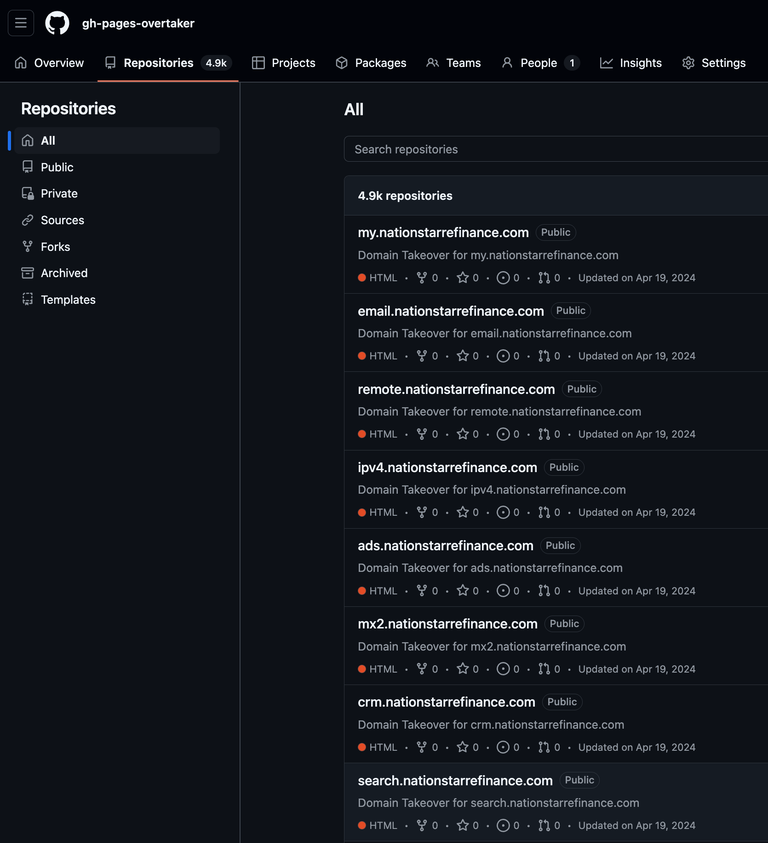 gh-pages-overtaker
Overview Repositories 4.9k Projects Packages Teams People 1 Insights Settings
Repositories
All
Public
Private
Sources
Forks
Archived
Templates
All
Search repositories
4.9k repositories
my.nationstarrefinance.com Public
Domain Takeover for my.nationstarrefinance.com
HTML · 0 · 0 · 0 · 0 · Updated on Apr 19, 2024
email.nationstarrefinance.com Public
Domain Takeover for email.nationstarrefinance.com
HTML · 0 · 0 · 0 · 0 · Updated on Apr 19, 2024
remote.nationstarrefinance.com Public
Domain Takeover for remote.nationstarrefinance.com
HTML · 0 · 0 · 0 · 0 · Updated on Apr 19, 2024
ipv4.nationstarrefinance.com Public
Domain Takeover for ipv4.nationstarrefinance.com
HTML · 0 · 0 · 0 · 0 · Updated on Apr 19, 2024
ads.nationstarrefinance.com Public
Domain Takeover for ads.nationstarrefinance.com
HTML · 0 · 0 · 0 · 0 · Updated on Apr 19, 2024
mx2.nationstarrefinance.com Public
Domain Takeover for mx2.nationstarrefinance.com
HTML · 0 · 0 · 0 · 0 · Updated on Apr 19, 2024
crm.nationstarrefinance.com Public
Domain Takeover for crm.nationstarrefinance.com
HTML · 0 · 0 · 0 · 0 · Updated on Apr 19, 2024
search.nationstarrefinance.com Public
Domain Takeover for search.nationstarrefinance.com
HTML · 0 · 0 · 0 · 0 · Updated on Apr 19, 2024